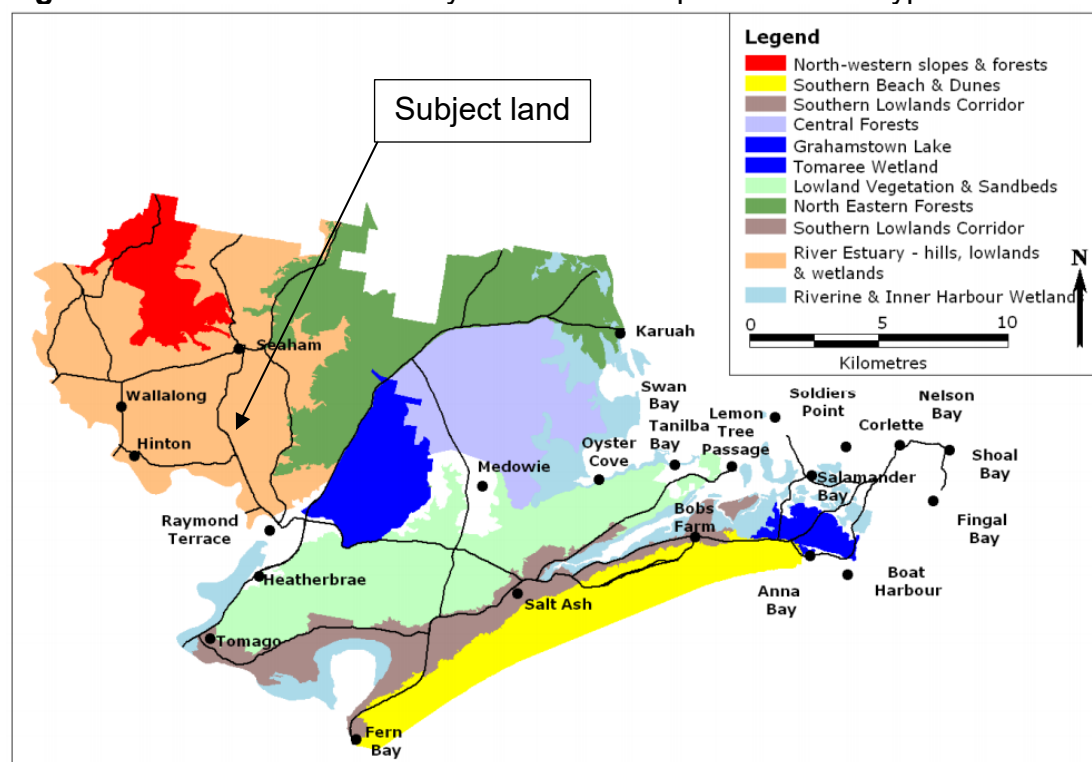 Subject land
Legend
North-western slopes & forests
Southern Beach & Dunes
Southern Lowlands Corridor
Central Forests
Grahamstown Lake
Tomaree Wetland
Lowland Vegetation & Sandbeds
North Eastern Forests
Southern Lowlands Corridor
River Estuary - hills, lowlands
& wetlands
Riverine & Inner Harbour Wetland
N
0 5 10
Kilometres
Karuah
Seaham
Wallalong
Hinton
Swan
Bay
Soldiers
Point
Nelson
Bay
Tanilba
Bay
Lemon
Tree
Passage
Corlette
Oyster
Cove
Medowie
Shoal
Bay
Salamander
Bay
Raymond
Terrace
Bobs
Farm
Fingal
Bay
Heatherbrae
Salt Ash
Anna
Bay
Boat
Harbour
Tomago
Fern
Bay